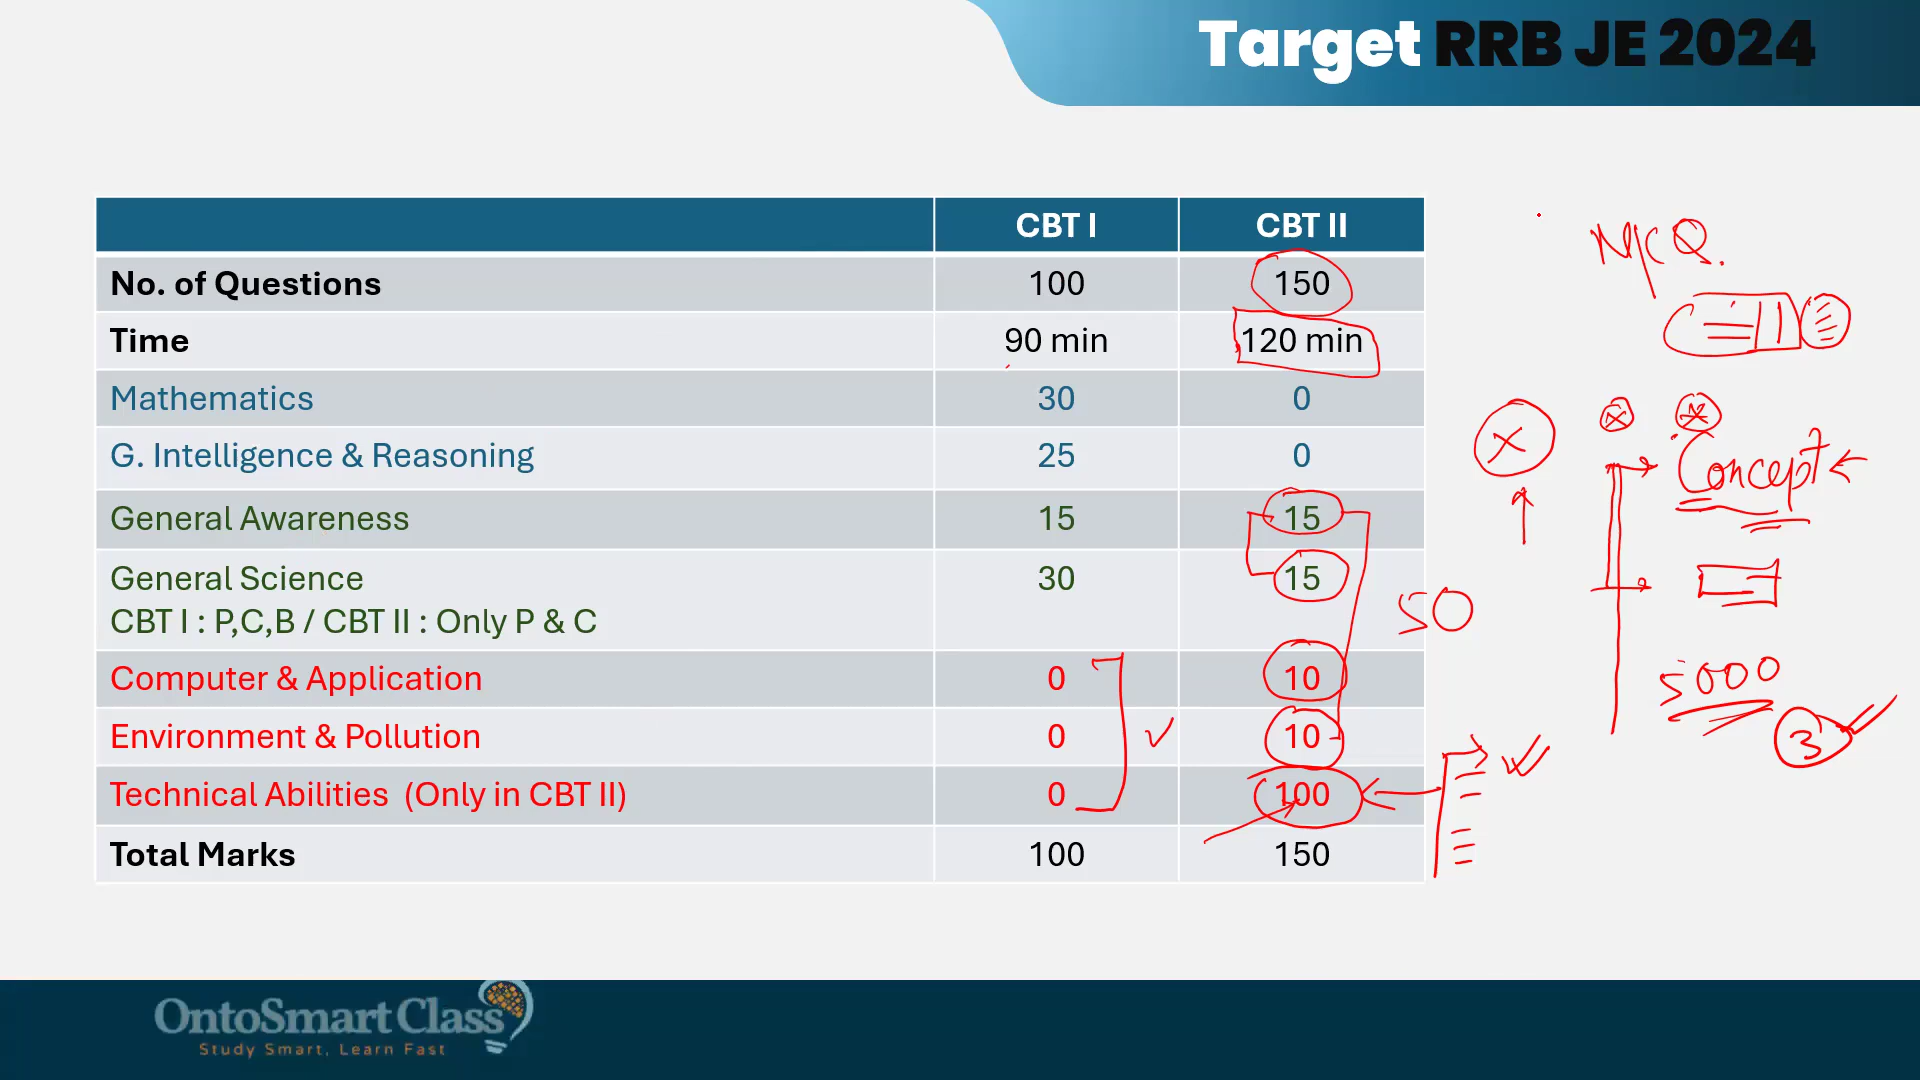 Target RRB JE 2024
CBT I CBT II
No. of Questions 100 150
Time 90 min 120 min
Mathematics 30 0
G. Intelligence & Reasoning 25 0
General Awareness 15 15
General Science 30 15
CBT I : P,C,B / CBT II : Only P & C
Computer & Application 0 10
Environment & Pollution 0 10
Technical Abilities (Only in CBT II) 0 100
Total Marks 100 150
MCQ.
Concept
50
5000
3
OntoSmart Class
Study Smart, Learn Fast